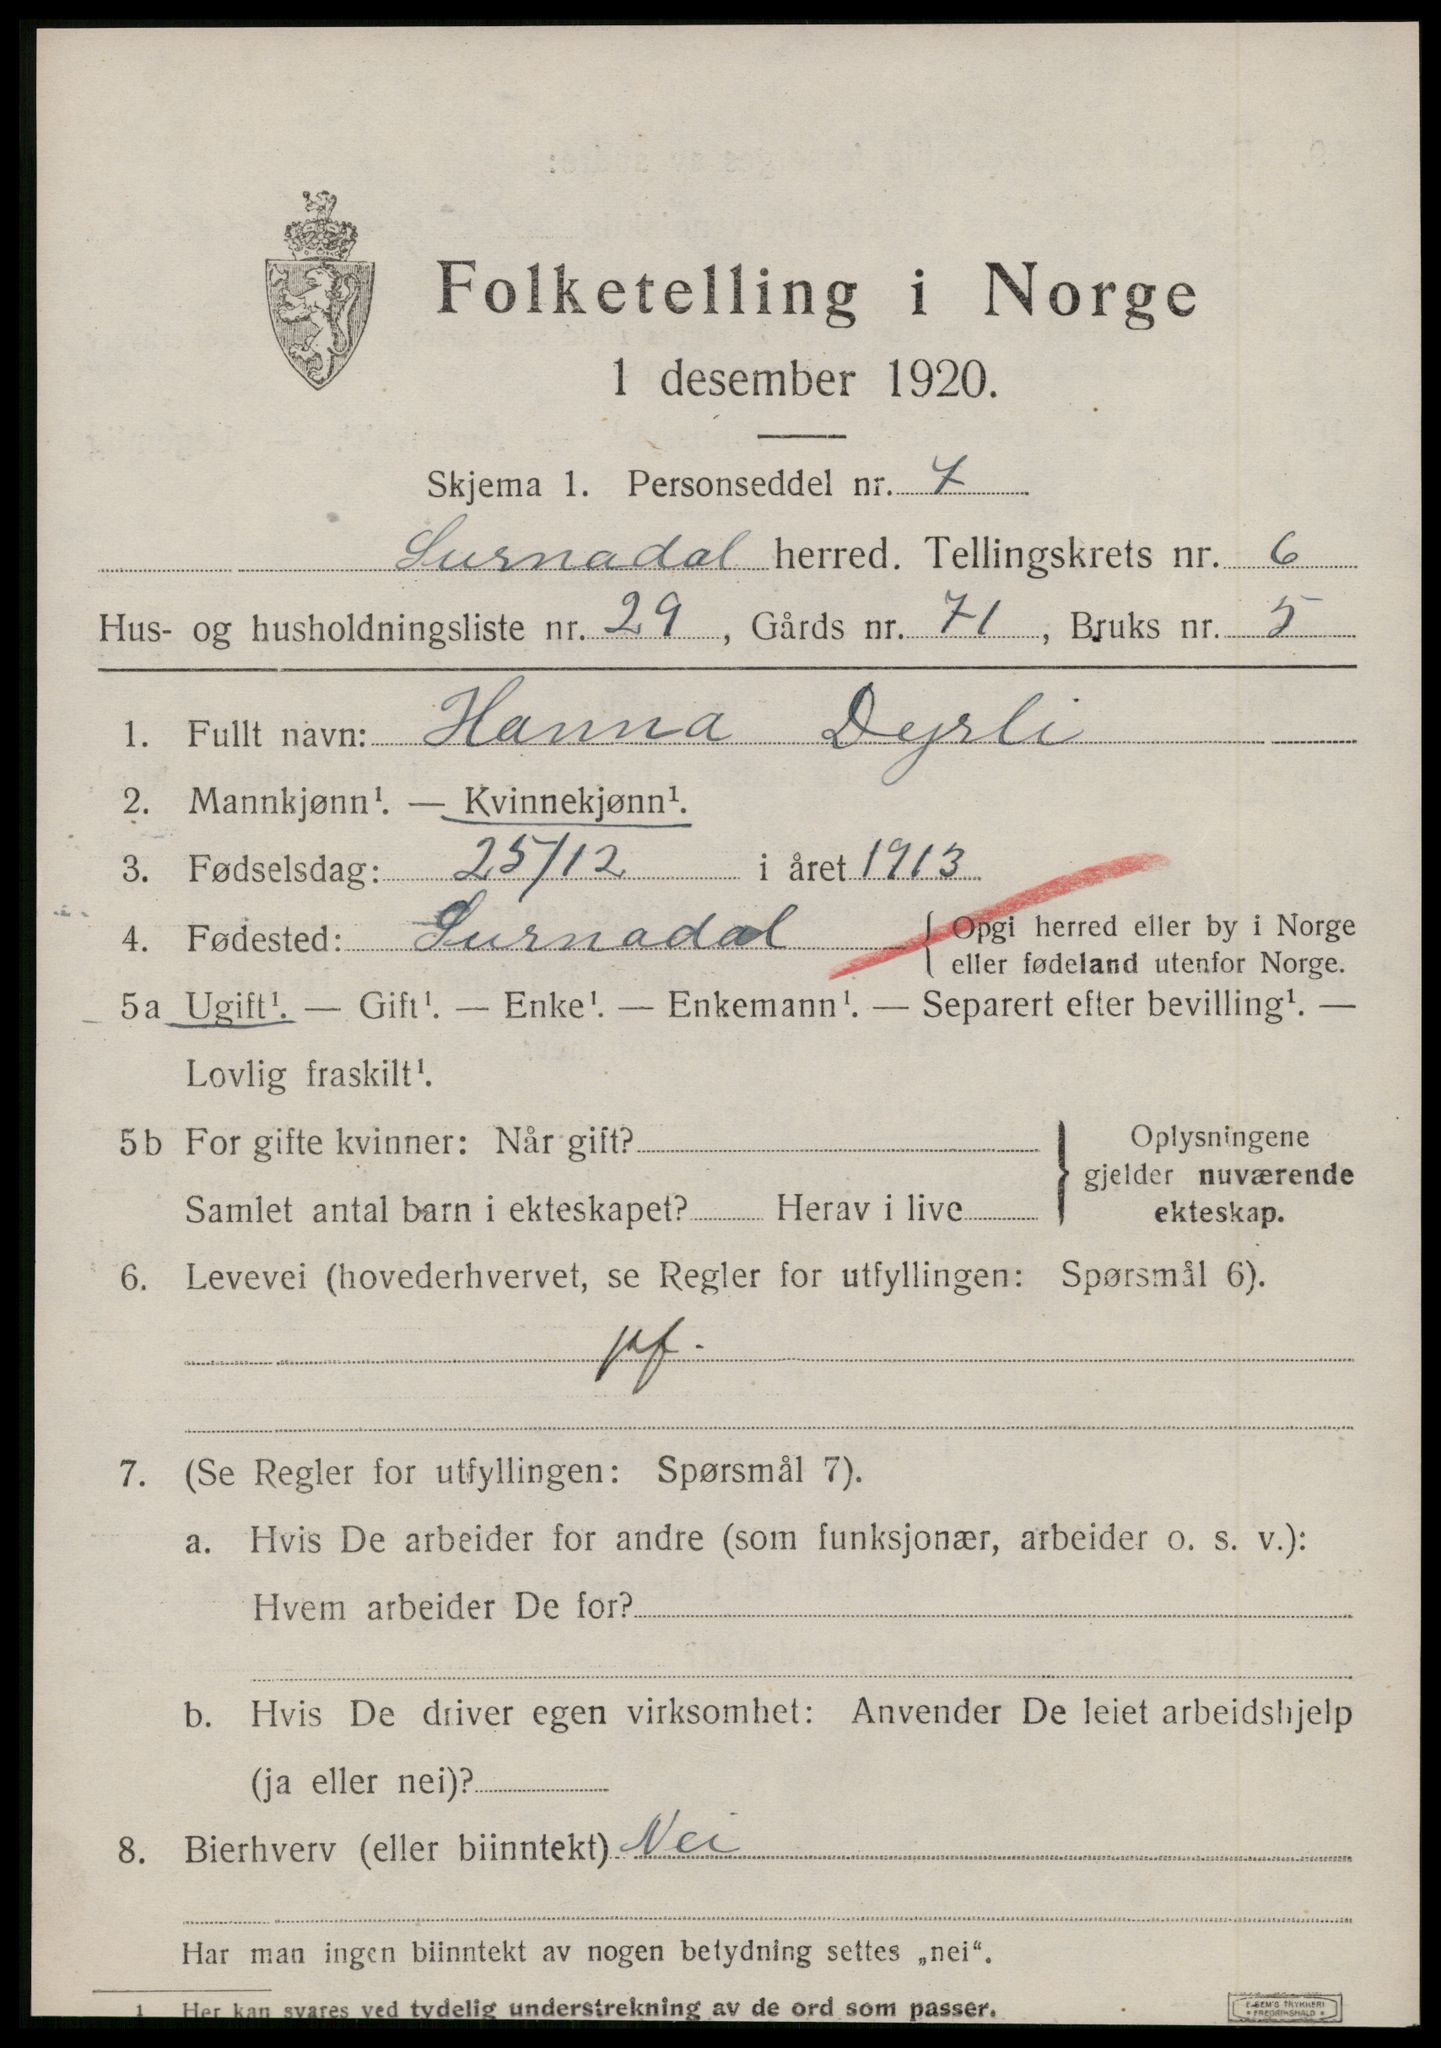 Folketelling i Norge
1 desember 1920.
Skjema 1. Personseddel nr. 7
Surnadal herred. Tellingskrets nr. 6
Hus- og husholdningsliste nr. 29, Gårds nr. 71, Bruks nr. 5
1. Fullt navn: Hanna Dyrli
2. Mannkjønn¹. — Kvinnekjønn¹.
3. Fødselsdag: 25/12 i året 1913
4. Fødested: Surnadal { Opgi herred eller by i Norge
eller fødeland utenfor Norge.
5a Ugift¹. — Gift¹. — Enke¹. — Enkemann¹. — Separert efter bevilling¹. —
Lovlig fraskilt¹.
5b For gifte kvinner: Når gift?
Samlet antal barn i ekteskapet? Herav i live
} Oplysningene
gjelder nuværende
ekteskap.
6. Levevei (hovederhvervet, se Regler for utfyllingen: Spørsmål 6).
7. (Se Regler for utfyllingen: Spørsmål 7).
a. Hvis De arbeider for andre (som funksjonær, arbeider o. s. v.):
Hvem arbeider De for?
b. Hvis De driver egen virksomhet: Anvender De leiet arbeidshjelp
(ja eller nei)?
8. Bierhverv (eller biinntekt) Nei
Har man ingen biinntekt av nogen betydning settes „nei“.
1 Her kan svares ved tydelig understrekning av de ord som passer.
TRYKKERI
FREDRIKSHALD